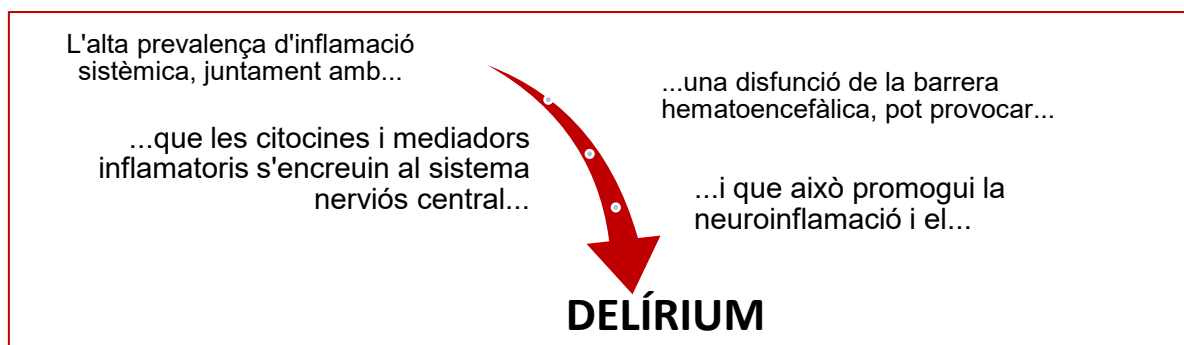 L'alta prevalença d'inflamació
sistèmica, juntament amb...
...una disfunció de la barrera
hematoencefàlica, pot provocar...
...que les citocines i mediadors
inflamatoris s'encreuin al sistema
nerviós central...
...i que això promogui la
neuroinflamació i el...
DELÍRIUM